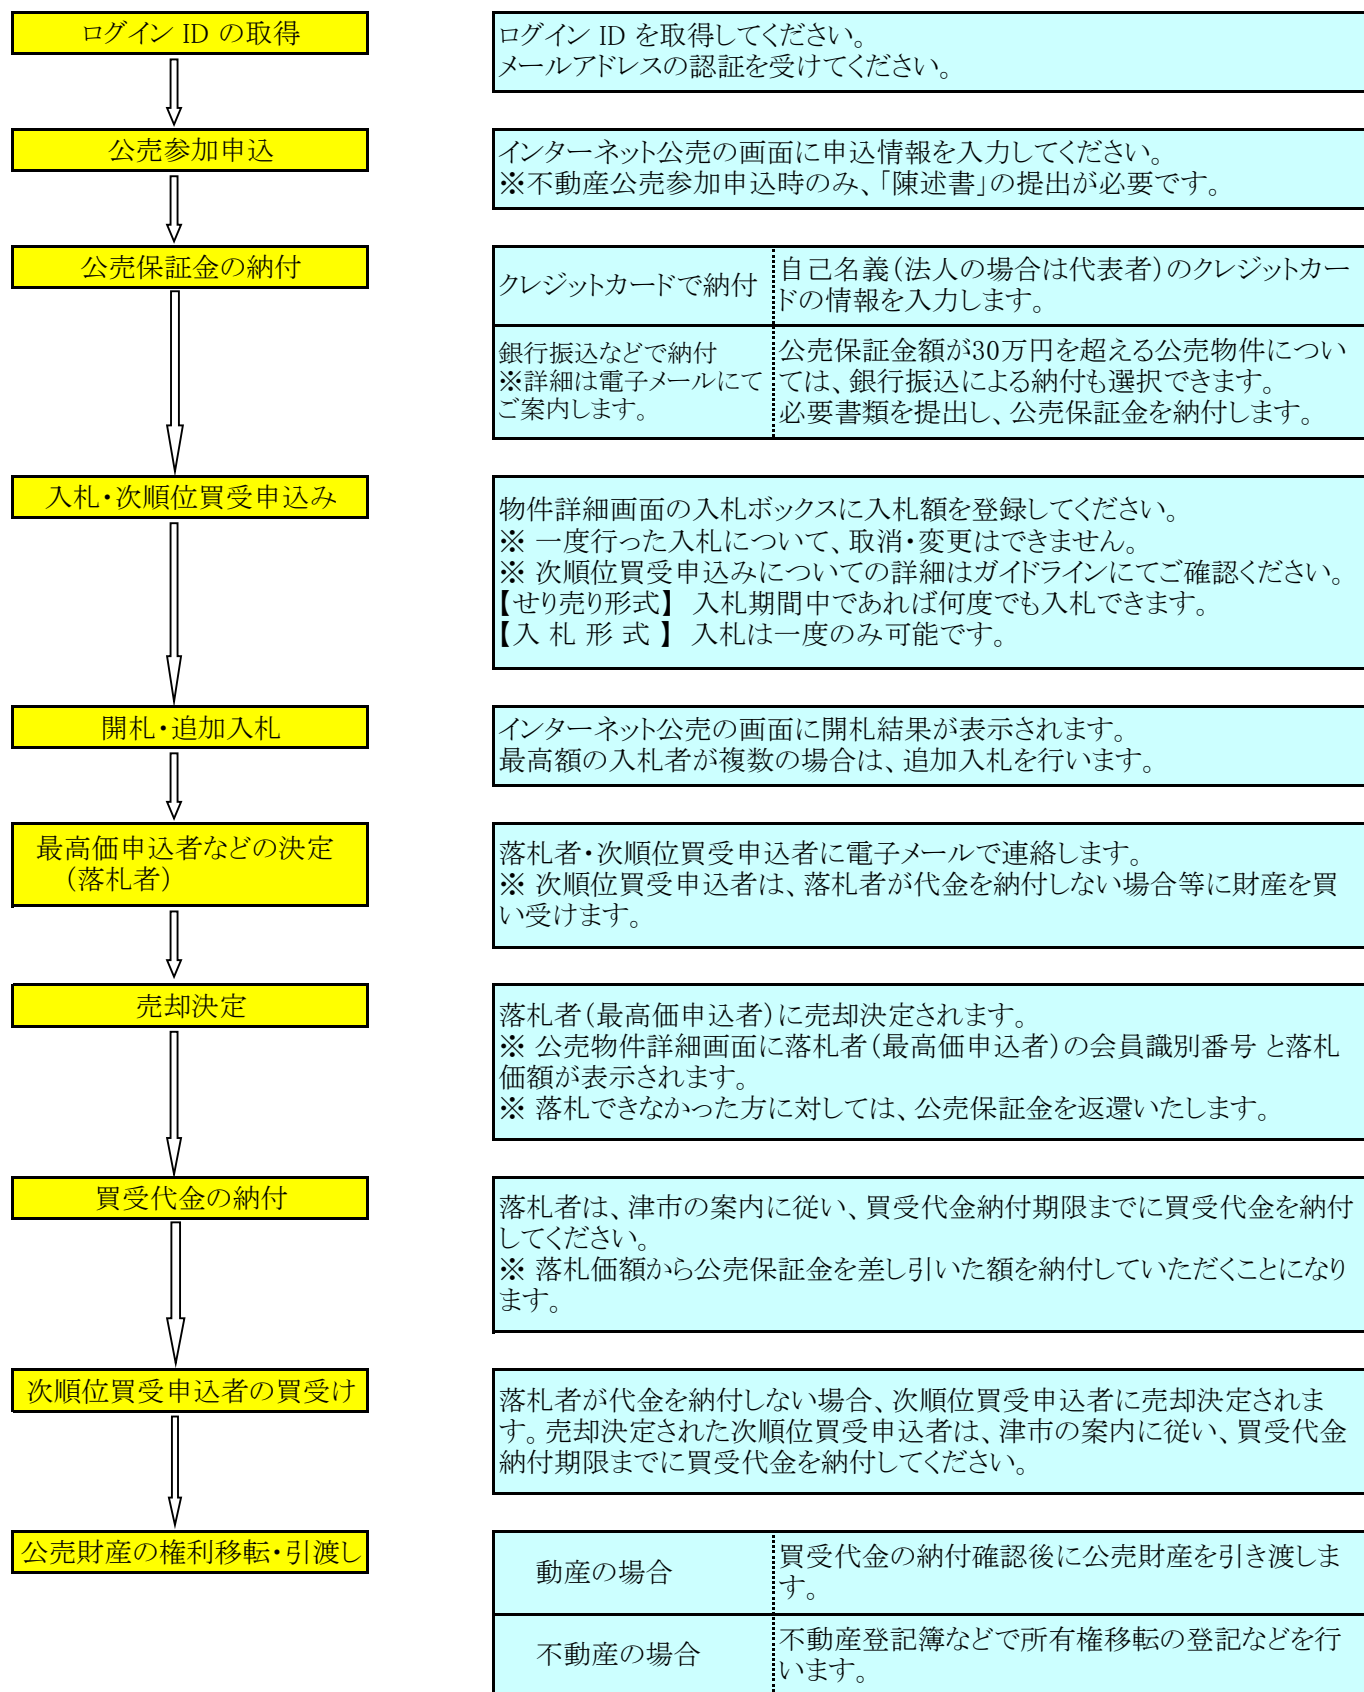 ログイン ID の取得
ログイン ID を取得してください。
メールアドレスの認証を受けてください。
公売参加申込
インターネット公売の画面に申込情報を入力してください。
※不動産公売参加申込時のみ、「陳述書」の提出が必要です。
公売保証金の納付
クレジットカードで納付
自己名義（法人の場合は代表者）のクレジットカー
ドの情報を入力します。
銀行振込などで納付
※詳細は電子メールにて
ご案内します。
公売保証金額が30万円を超える公売物件につい
ては、銀行振込による納付も選択できます。
必要書類を提出し、公売保証金を納付します。
入札・次順位買受申込み
物件詳細画面の入札ボックスに入札額を登録してください。
※ 一度行った入札について、取消・変更はできません。
※ 次順位買受申込みについての詳細はガイドラインにてご確認ください。
【せり売り形式】 入札期間中であれば何度でも入札できます。
【入 札 形 式 】 入札は一度のみ可能です。
開札・追加入札
インターネット公売の画面に開札結果が表示されます。
最高額の入札者が複数の場合は、追加入札を行います。
最高価申込者などの決定
（落札者）
落札者・次順位買受申込者に電子メールで連絡します。
※ 次順位買受申込者は、落札者が代金を納付しない場合等に財産を買
い受けます。
売却決定
落札者（最高価申込者）に売却決定されます。
※ 公売物件詳細画面に落札者（最高価申込者）の会員識別番号 と落札
価額が表示されます。
※ 落札できなかった方に対しては、公売保証金を返還いたします。
買受代金の納付
落札者は、津市の案内に従い、買受代金納付期限までに買受代金を納付
してください。
※ 落札価額から公売保証金を差し引いた額を納付していただくことになり
ます。
次順位買受申込者の買受け
落札者が代金を納付しない場合、次順位買受申込者に売却決定されま
す。売却決定された次順位買受申込者は、津市の案内に従い、買受代金
納付期限までに買受代金を納付してください。
公売財産の権利移転・引渡し
動産の場合
買受代金の納付確認後に公売財産を引き渡しま
す。
不動産の場合
不動産登記簿などで所有権移転の登記などを行
います。